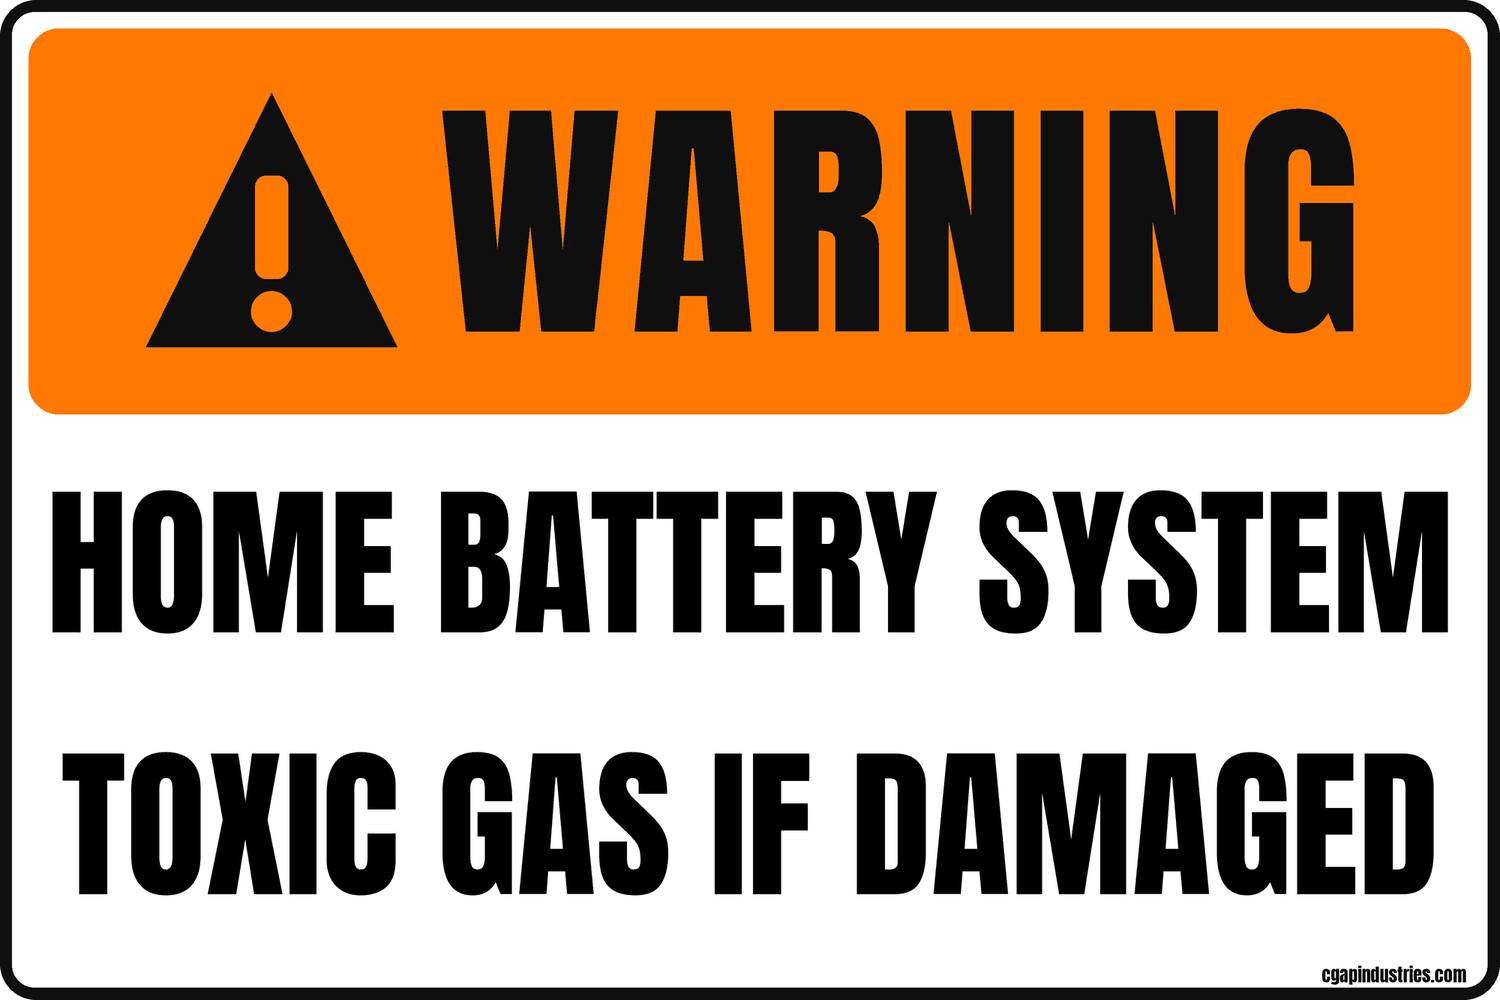 WARNING
HOME BATTERY SYSTEM
TOXIC GAS IF DAMAGED
cgapindustries.com